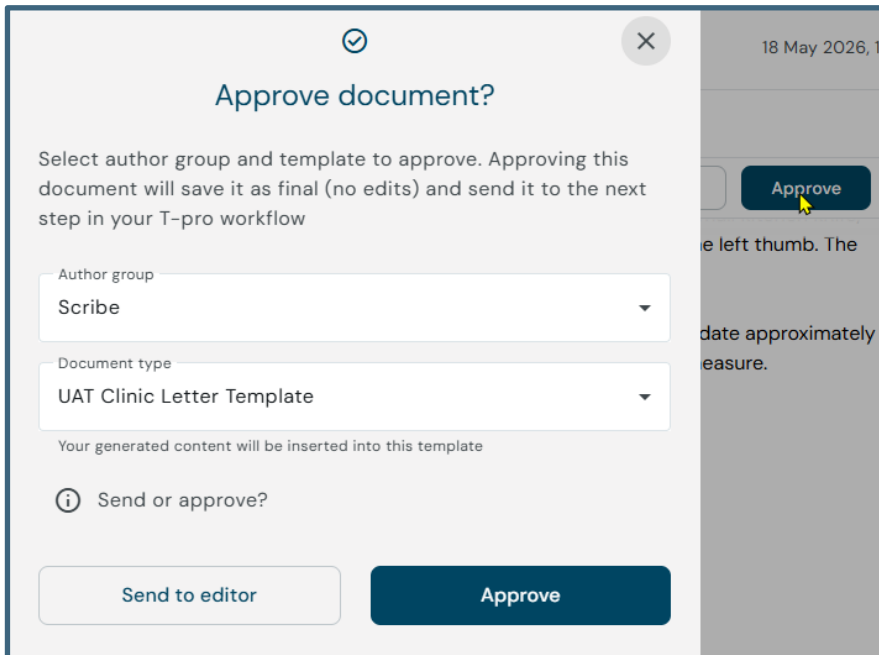 Approve document?
Select author group and template to approve. Approving this
document will save it as final (no edits) and send it to the next
step in your T-pro workflow
Author group
Scribe
Document type
UAT Clinic Letter Template
Your generated content will be inserted into this template
Send or approve?
Send to editor
Approve
18 May 2026, 1
Approve
left thumb. The
date approximately